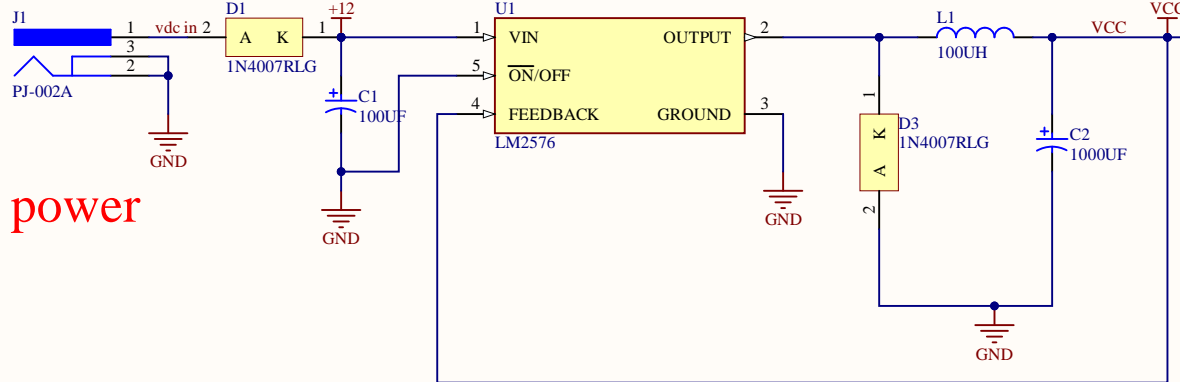 J1
D1
+12
U1
VCC
1
vdc in
2
A
K
1
1
VIN
OUTPUT
2
L1
VCC
3
1N4007RLG
100UH
2
5
ON/OFF
PJ-002A
C1
1
4
FEEDBACK
GROUND
3
100UF
D3
K
C2
1N4007RLG
LM2576
1000UF
GND
A
power
2
GND
GND
GND